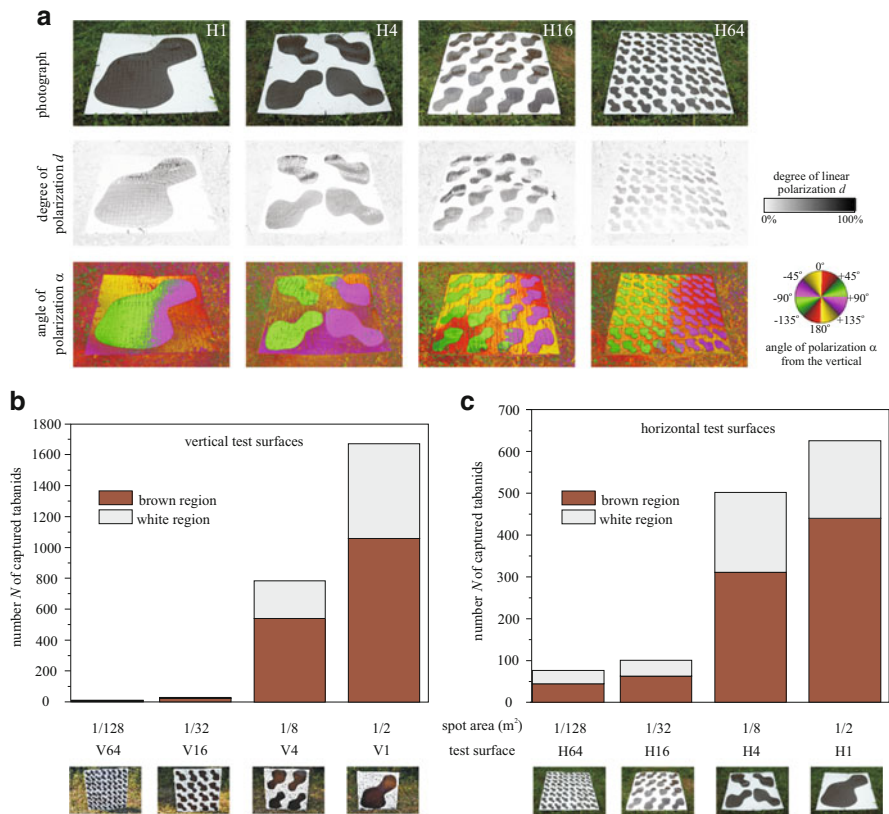 a
H1
H4
H16
H64
photograph
degree of
polarization d
degree of linear
polarization d
0%
100%
angle of
polarization α
0°
-45°
+45°
-90°
+90°
-135°
+135°
180°
angle of polarization α
from the vertical
b
vertical test surfaces
brown region
white region
number N of captured tabanids
1800
1600
1400
1200
1000
800
600
400
200
0
1/128
1/32
1/8
1/2
V64
V16
V4
V1
c
horizontal test surfaces
brown region
white region
number N of captured tabanids
700
600
500
400
300
200
100
0
spot area (m²)
1/128
1/32
1/8
1/2
test surface
H64
H16
H4
H1